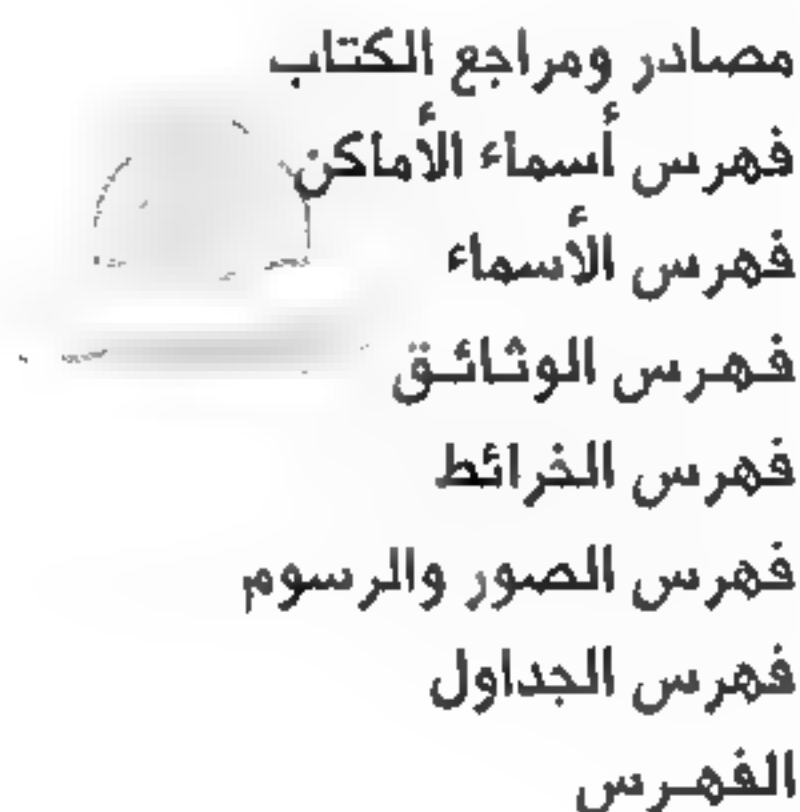 مصادر ومراجع الكتاب
فهرس أسماء الأماكن
فهرس الأسماء
فهرس الوثائق
فهرس الخرائط
فهرس الصور والرسوم
فهرس الجداول
الفهرس